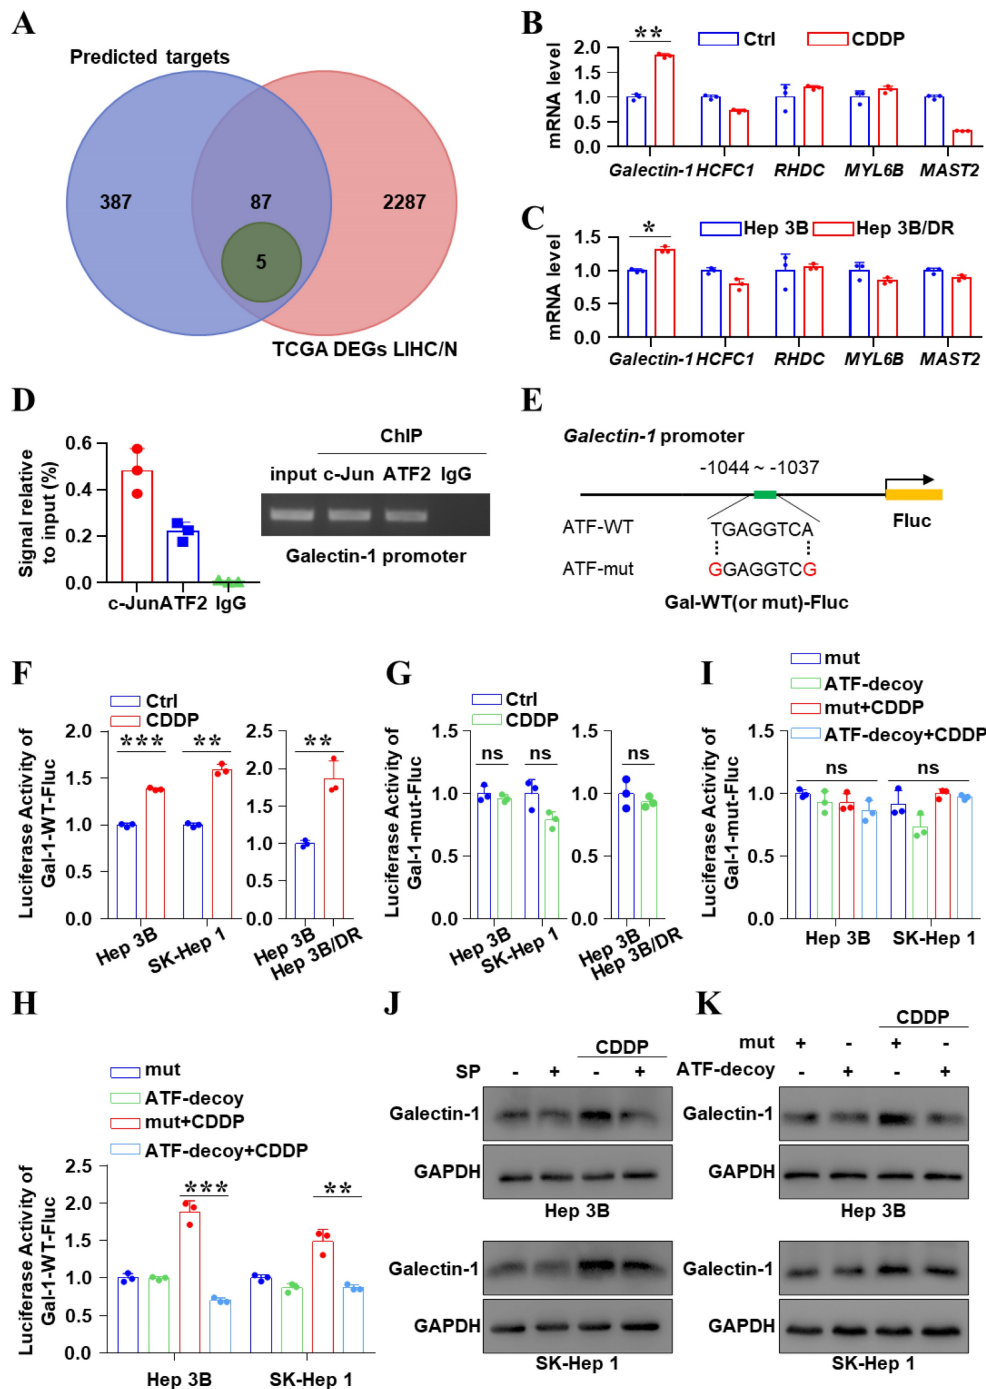 A
Predicted targets
387
87
2287
5
TCGA DEGs LIHC/N
B
Ctrl
CDDP
mRNA level
2.0
1.5
1.0
0.5
0.0
**
Galectin-1 HCFC1 RHDC MYL6B MAST2
C
Hep 3B
Hep 3B/DR
mRNA level
1.5
1.0
0.5
0.0
*
Galectin-1 HCFC1 RHDC MYL6B MAST2
D
Signal relative
to input (%)
0.6
0.4
0.2
0.0
c-Jun ATF2 IgG
ChIP
input c-Jun ATF2 IgG
Galectin-1 promoter
E
Galectin-1 promoter
-1044 ~ -1037
Fluc
ATF-WT TGAGGTCA
ATF-mut GGAGGTCG
Gal-WT(or mut)-Fluc
F
Ctrl
CDDP
Luciferase Activity of
Gal-1-WT-Fluc
2.0
1.5
1.0
0.5
0.0
*** **
Hep 3B
SK-Hep 1
2.5
2.0
1.5
1.0
0.5
0.0
**
Hep 3B
Hep 3B/DR
G
Ctrl
CDDP
Luciferase Activity of
Gal-1-mut-Fluc
1.5
1.0
0.5
0.0
ns ns
Hep 3B
SK-Hep 1
1.5
1.0
0.5
0.0
ns
Hep 3B
Hep 3B/DR
I
mut
ATF-decoy
mut+CDDP
ATF-decoy+CDDP
Luciferase Activity of
Gal-1-mut-Fluc
1.5
1.0
0.5
0.0
ns ns
Hep 3B SK-Hep 1
H
mut
ATF-decoy
mut+CDDP
ATF-decoy+CDDP
Luciferase Activity of
Gal-1-WT-Fluc
2.5
2.0
1.5
1.0
0.5
0.0
*** **
Hep 3B SK-Hep 1
J
CDDP
SP - + - +
Galectin-1
GAPDH
Hep 3B
Galectin-1
GAPDH
SK-Hep 1
K
CDDP
mut + - + -
ATF-decoy - + - +
Galectin-1
GAPDH
Hep 3B
Galectin-1
GAPDH
SK-Hep 1